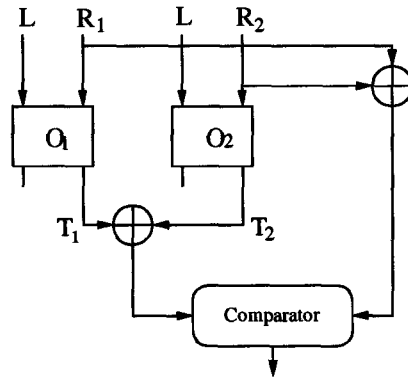 L R₁ L R₂
O₁ O₂
T₁ T₂
Comparator